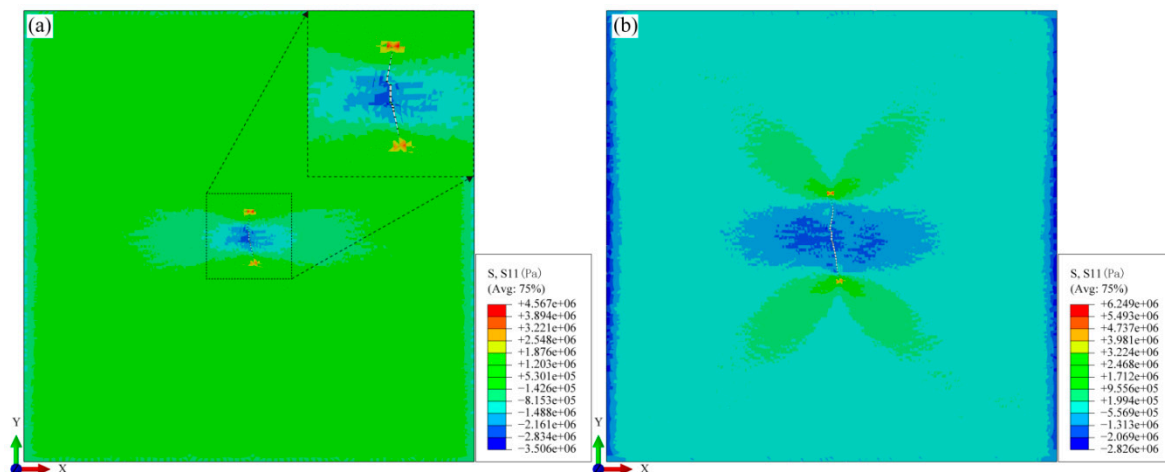 (a)
S, S11(Pa)
(Avg: 75%)
+4.567e+06
+3.894e+06
+3.221e+06
+2.548e+06
+1.876e+06
+1.203e+06
+5.301e+05
−1.426e+05
−8.153e+05
−1.488e+06
−2.161e+06
−2.834e+06
−3.506e+06
Y
X
(b)
S, S11(Pa)
(Avg: 75%)
+6.249e+06
+5.493e+06
+4.737e+06
+3.981e+06
+3.224e+06
+2.468e+06
+1.712e+06
+9.556e+05
+1.994e+05
−5.569e+05
−1.313e+06
−2.069e+06
−2.826e+06
Y
X